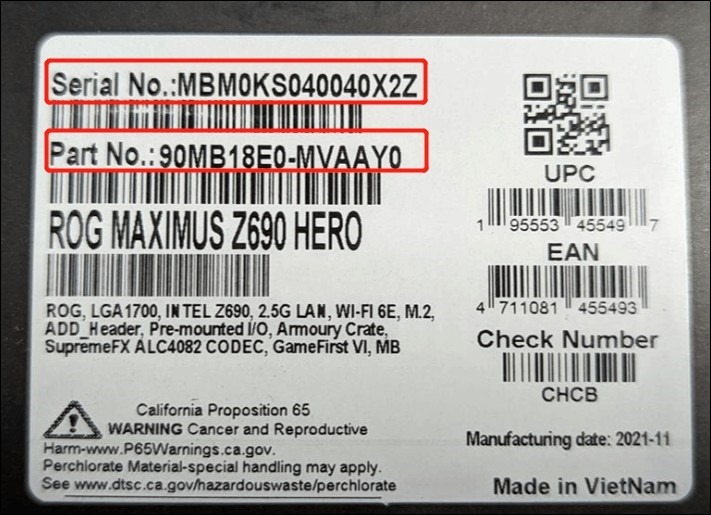 Serial No.:MBM0KS040040X2Z
Part No.:90MB18E0-MVAAY0
ROG MAXIMUS Z690 HERO
ROG, LGA1700, INTEL Z690, 2.5G LAN, WI-FI 6E, M.2,
ADD_Header, Pre-mounted I/O, Armoury Crate,
SupremeFX ALC4082 CODEC, GameFirst VI, MB
California Proposition 65
WARNING Cancer and Reproductive
Harm-www.P65Warnings.ca.gov.
Perchlorate Material-special handling may apply.
See www.dtsc.ca.gov/hazardouswaste/perchlorate
UPC
1 95553 45549 7
EAN
4 711081 455493
Check Number
CHCB
Manufacturing date: 2021-11
Made in VietNam